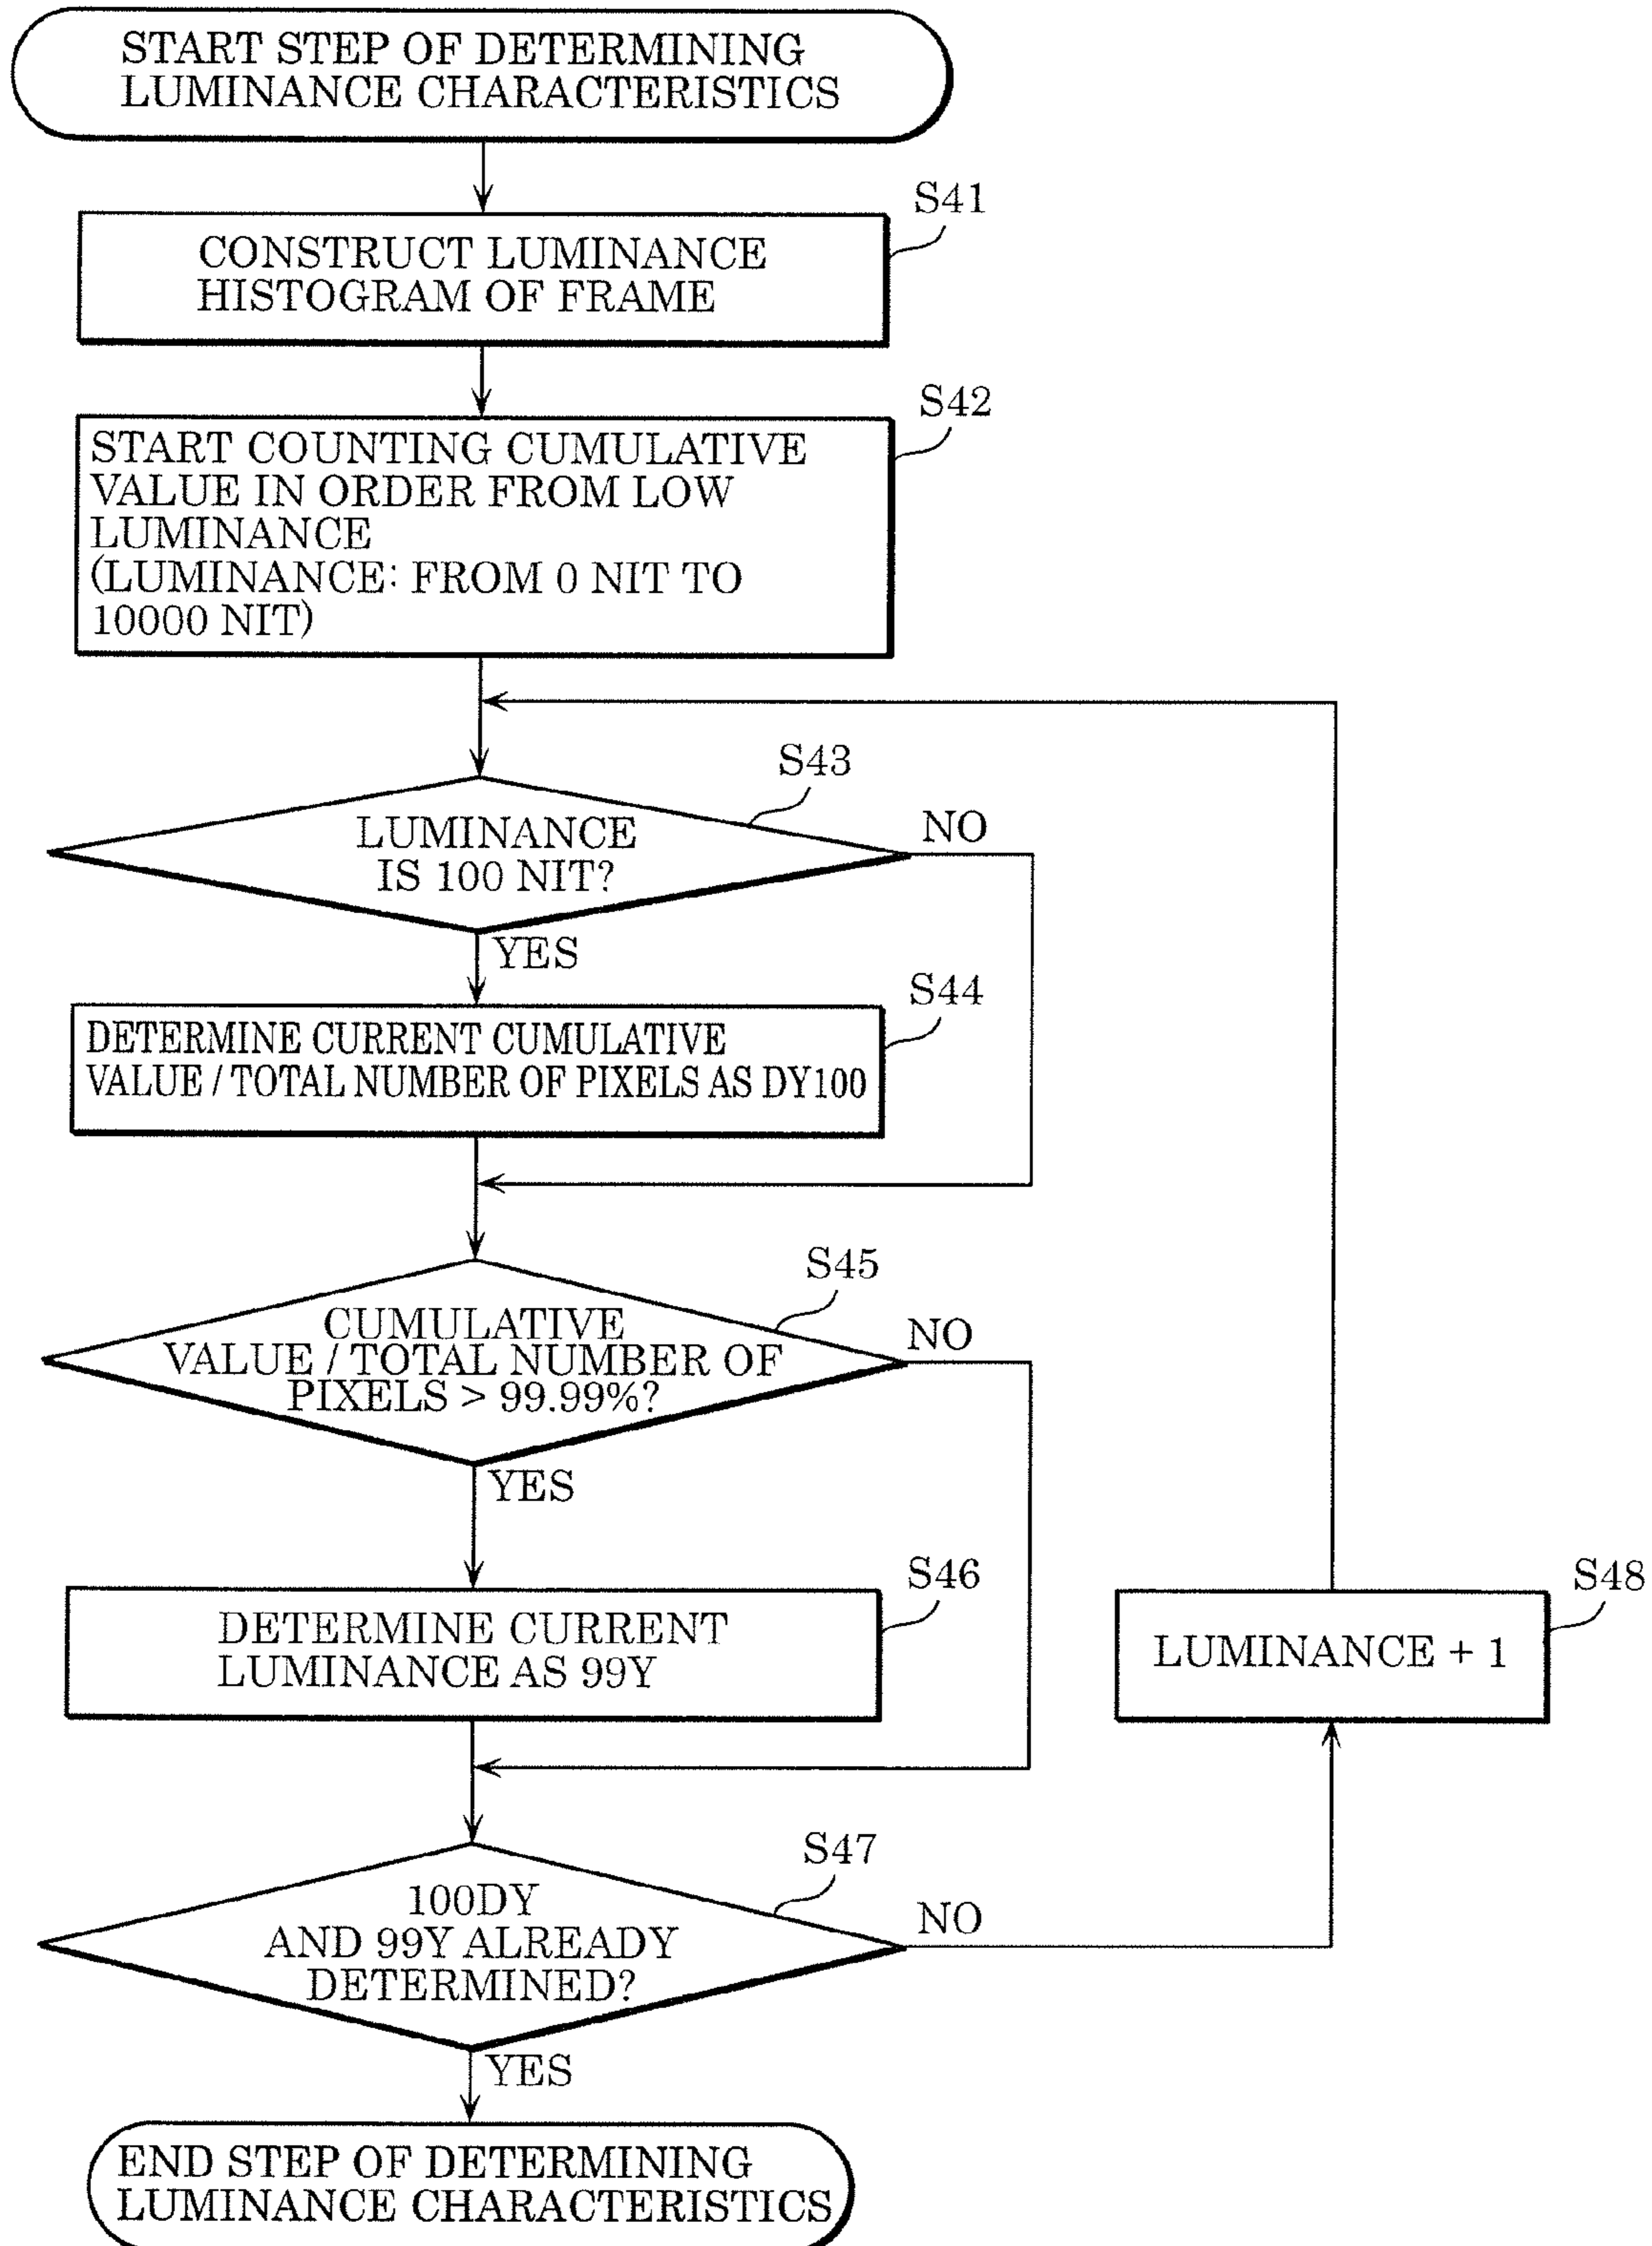 START STEP OF DETERMINING
LUMINANCE CHARACTERISTICS
S41
CONSTRUCT LUMINANCE
HISTOGRAM OF FRAME
S42
START COUNTING CUMULATIVE
VALUE IN ORDER FROM LOW
LUMINANCE
(LUMINANCE: FROM 0 NIT TO
10000 NIT)
S43
LUMINANCE
IS 100 NIT?
NO
YES
S44
DETERMINE CURRENT CUMULATIVE
VALUE / TOTAL NUMBER OF PIXELS AS DY100
S45
CUMULATIVE
VALUE / TOTAL NUMBER OF
PIXELS > 99.99%?
NO
YES
S46
DETERMINE CURRENT
LUMINANCE AS 99Y
S48
LUMINANCE + 1
S47
100DY
AND 99Y ALREADY
DETERMINED?
NO
YES
END STEP OF DETERMINING
LUMINANCE CHARACTERISTICS